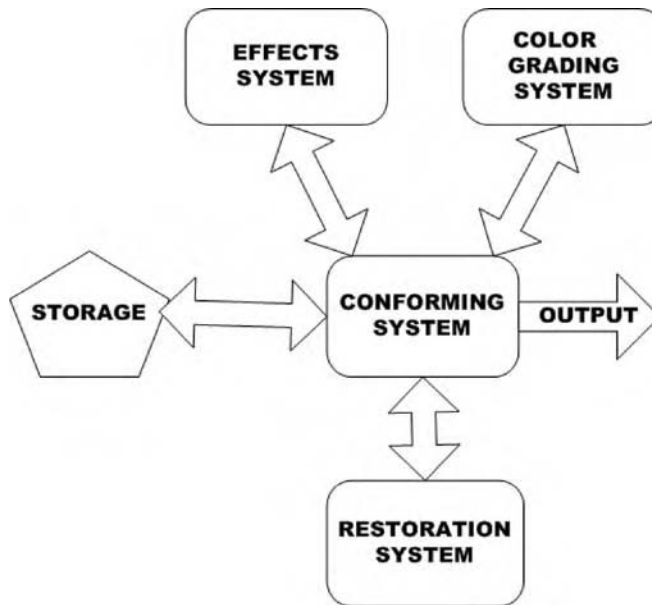 EFFECTS
SYSTEM
COLOR
GRADING
SYSTEM
STORAGE
CONFORMING
SYSTEM
OUTPUT
RESTORATION
SYSTEM